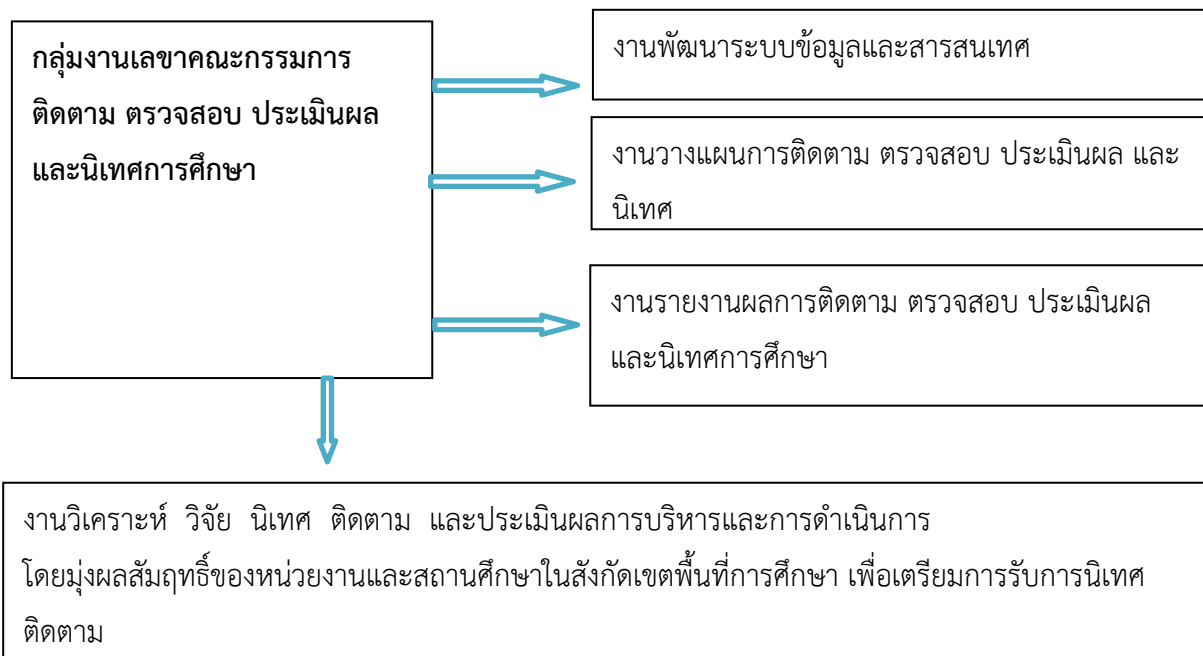 กลุ่มงานเลขาคณะกรรมการ
ติดตาม ตรวจสอบ ประเมินผล
และนิเทศการศึกษา
งานพัฒนาระบบข้อมูลและสารสนเทศ
งานวางแผนการติดตาม ตรวจสอบ ประเมินผล และ
นิเทศ
งานรายงานผลการติดตาม ตรวจสอบ ประเมินผล
และนิเทศการศึกษา
งานวิเคราะห์ วิจัย นิเทศ ติดตาม และประเมินผลการบริหารและการดำเนินการ
โดยมุ่งผลสัมฤทธิ์ของหน่วยงานและสถานศึกษาในสังกัดเขตพื้นที่การศึกษา เพื่อเตรียมการรับการนิเทศ
ติดตาม